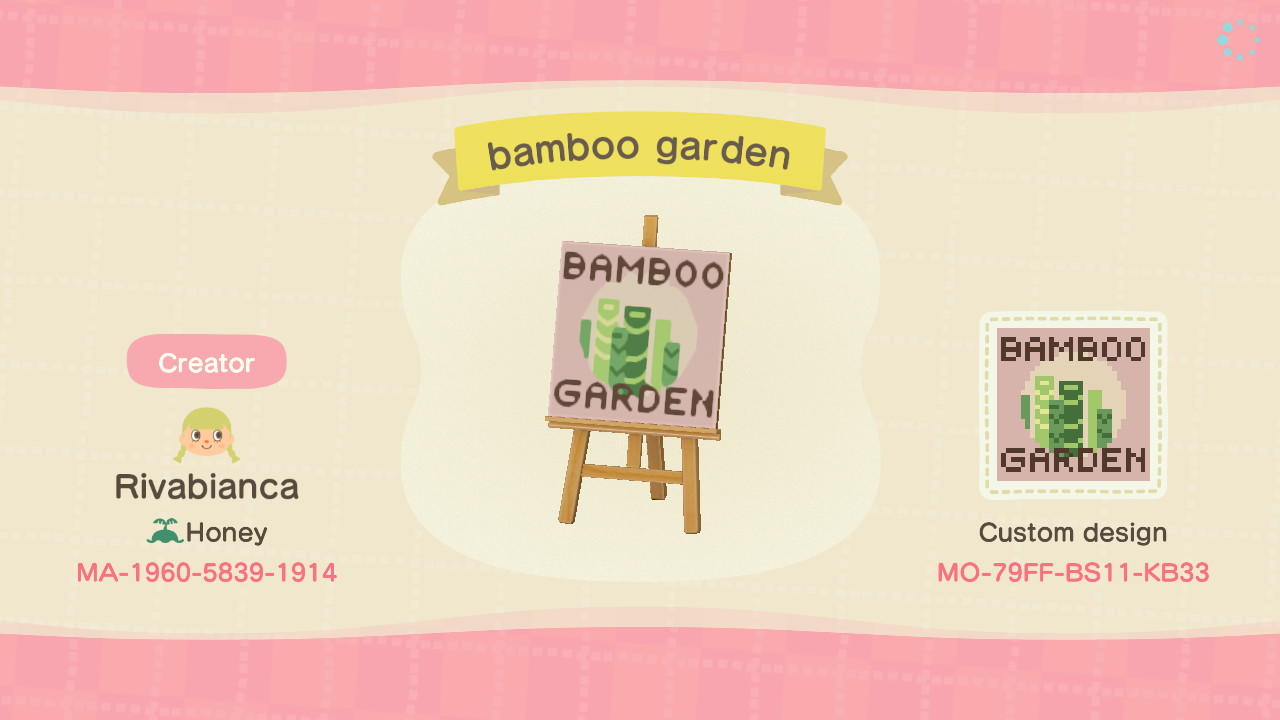 bamboo garden
BAMBOO
GARDEN
Creator
Rivabianca
Honey
MA-1960-5839-1914
BAMBOO
GARDEN
Custom design
MO-79FF-BS11-KB33